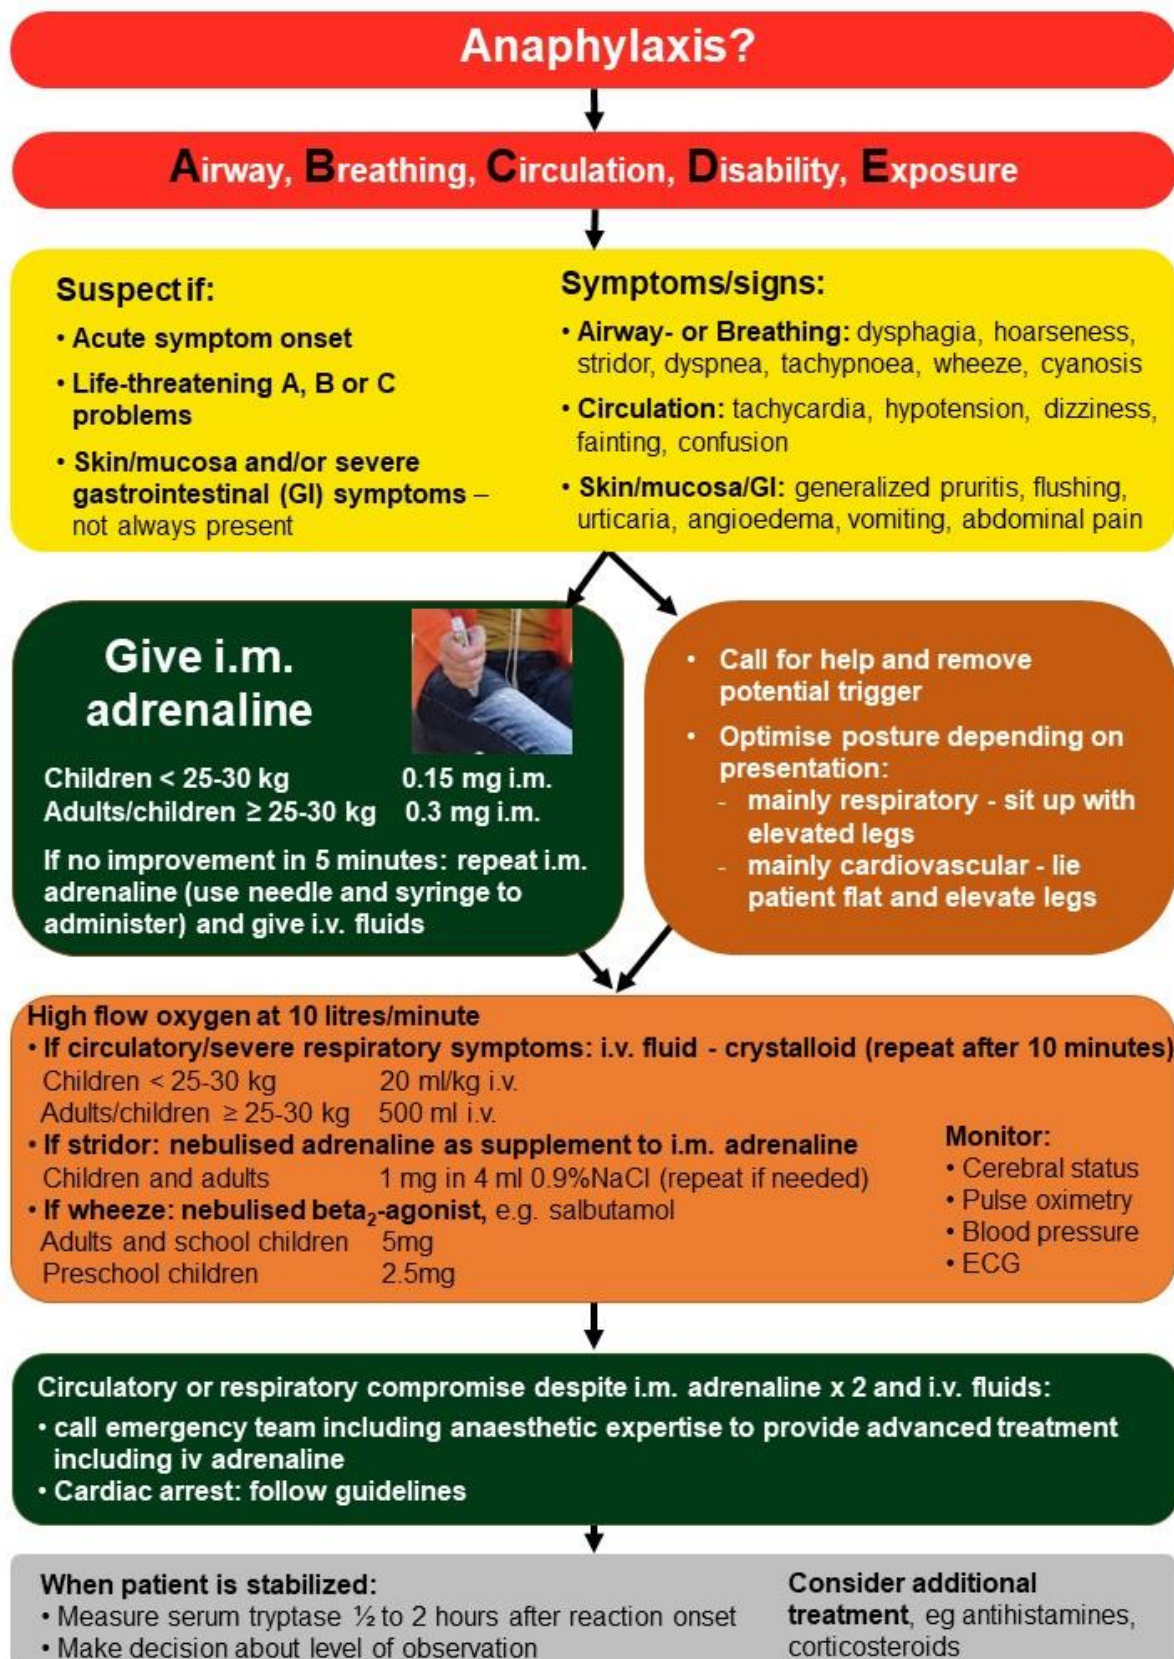 Anaphylaxis?
Airway, Breathing, Circulation, Disability, Exposure
Suspect if:
• Acute symptom onset
• Life-threatening A, B or C
problems
• Skin/mucosa and/or severe
gastrointestinal (GI) symptoms –
not always present
Symptoms/signs:
• Airway- or Breathing: dysphagia, hoarseness,
stridor, dyspnea, tachypnoea, wheeze, cyanosis
• Circulation: tachycardia, hypotension, dizziness,
fainting, confusion
• Skin/mucosa/GI: generalized pruritis, flushing,
urticaria, angioedema, vomiting, abdominal pain
Give i.m.
adrenaline
Children < 25-30 kg 0.15 mg i.m.
Adults/children ≥ 25-30 kg 0.3 mg i.m.
If no improvement in 5 minutes: repeat i.m.
adrenaline (use needle and syringe to
administer) and give i.v. fluids
• Call for help and remove
potential trigger
• Optimise posture depending on
presentation:
- mainly respiratory - sit up with
elevated legs
- mainly cardiovascular - lie
patient flat and elevate legs
High flow oxygen at 10 litres/minute
• If circulatory/severe respiratory symptoms: i.v. fluid - crystalloid (repeat after 10 minutes)
Children < 25-30 kg 20 ml/kg i.v.
Adults/children ≥ 25-30 kg 500 ml i.v.
• If stridor: nebulised adrenaline as supplement to i.m. adrenaline
Children and adults 1 mg in 4 ml 0.9%NaCl (repeat if needed)
• If wheeze: nebulised beta₂-agonist, e.g. salbutamol
Adults and school children 5mg
Preschool children 2.5mg
Monitor:
• Cerebral status
• Pulse oximetry
• Blood pressure
• ECG
Circulatory or respiratory compromise despite i.m. adrenaline x 2 and i.v. fluids:
• call emergency team including anaesthetic expertise to provide advanced treatment
including iv adrenaline
• Cardiac arrest: follow guidelines
When patient is stabilized:
• Measure serum tryptase ½ to 2 hours after reaction onset
• Make decision about level of observation
Consider additional
treatment, eg antihistamines,
corticosteroids